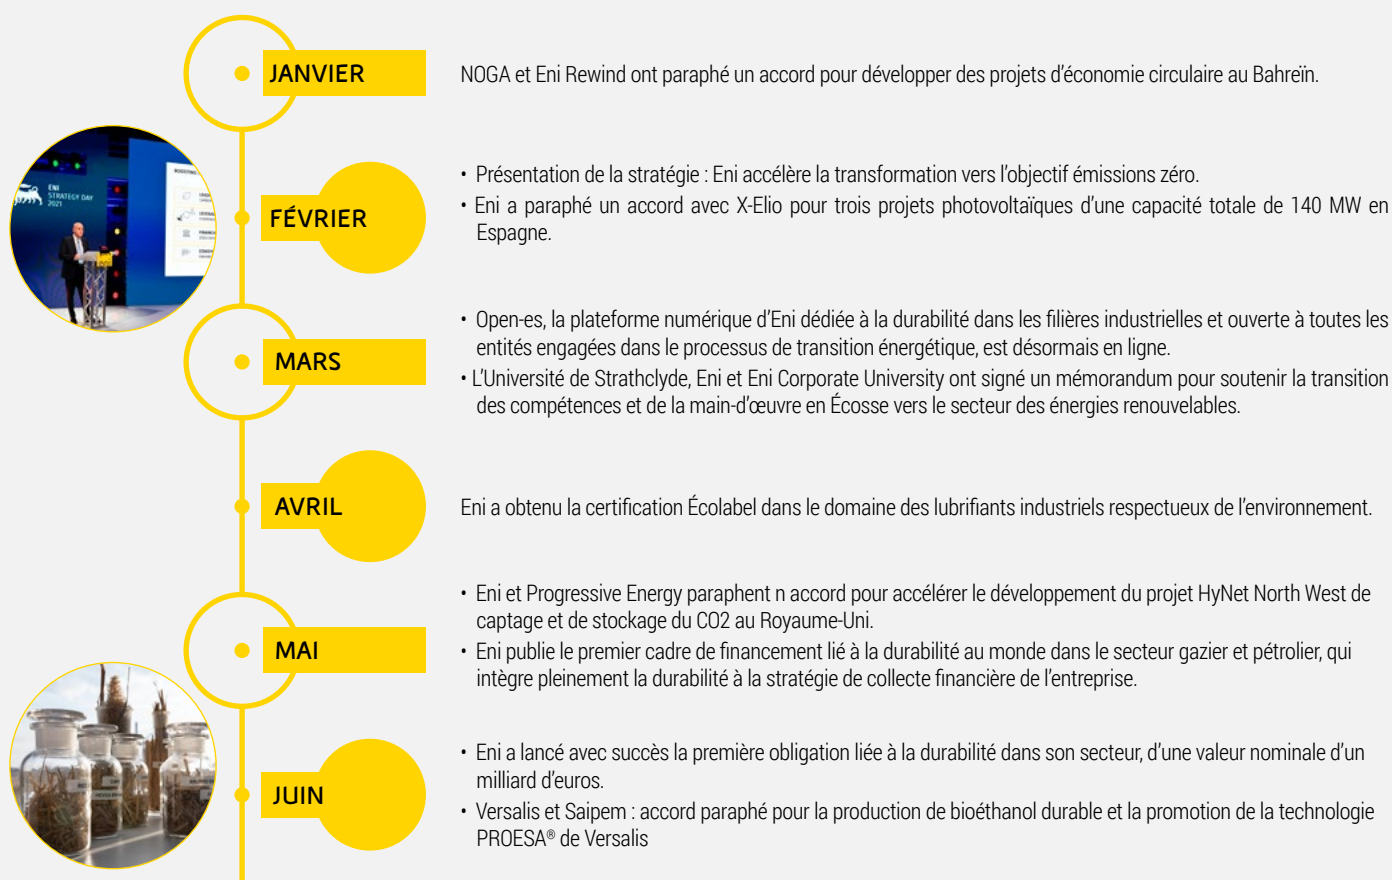 JANVIER
NOGA et Eni Rewind ont paraphé un accord pour développer des projets d'économie circulaire au Bahreïn.
ENI
STRATEGY DAY
2021
FÉVRIER
• Présentation de la stratégie : Eni accélère la transformation vers l'objectif émissions zéro.
• Eni a paraphé un accord avec X-Elio pour trois projets photovoltaïques d'une capacité totale de 140 MW en
Espagne.
MARS
• Open-es, la plateforme numérique d'Eni dédiée à la durabilité dans les filières industrielles et ouverte à toutes les
entités engagées dans le processus de transition énergétique, est désormais en ligne.
• L'Université de Strathclyde, Eni et Eni Corporate University ont signé un mémorandum pour soutenir la transition
des compétences et de la main-d'œuvre en Écosse vers le secteur des énergies renouvelables.
AVRIL
Eni a obtenu la certification Écolabel dans le domaine des lubrifiants industriels respectueux de l'environnement.
MAI
• Eni et Progressive Energy paraphent n accord pour accélérer le développement du projet HyNet North West de
captage et de stockage du CO2 au Royaume-Uni.
• Eni publie le premier cadre de financement lié à la durabilité au monde dans le secteur gazier et pétrolier, qui
intègre pleinement la durabilité à la stratégie de collecte financière de l'entreprise.
JUIN
• Eni a lancé avec succès la première obligation liée à la durabilité dans son secteur, d'une valeur nominale d'un
milliard d'euros.
• Versalis et Saipem : accord paraphé pour la production de bioéthanol durable et la promotion de la technologie
PROESA® de Versalis